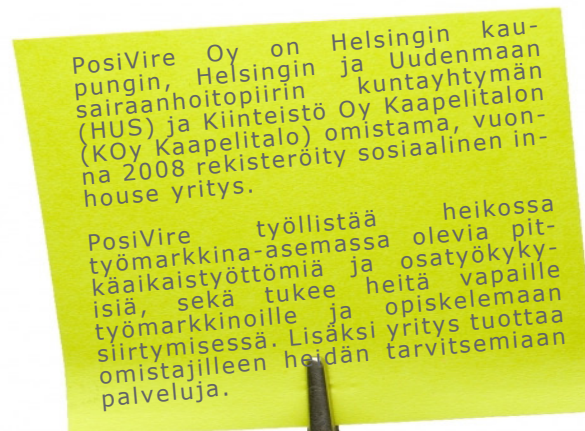 PosiVire Oy on Helsingin kau-
pungin, Helsingin ja Uudenmaan
sairaanhoitopiirin kuntayhtymän
(HUS) ja Kiinteistö Oy Kaapelitalon
(KOy Kaapelitalo) omistama, vuon-
na 2008 rekisteröity sosiaalinen in-
house yritys.
PosiVire työllistää heikossa
työmarkkina-asemassa olevia pit-
käaikaistyöttömiä ja osatyökyky-
isiä, sekä tukee heitä vapaille
työmarkkinoille ja opiskelemaan
siirtymisessä. Lisäksi yritys tuottaa
omistajilleen heidän tarvitsemiaan
palveluja.